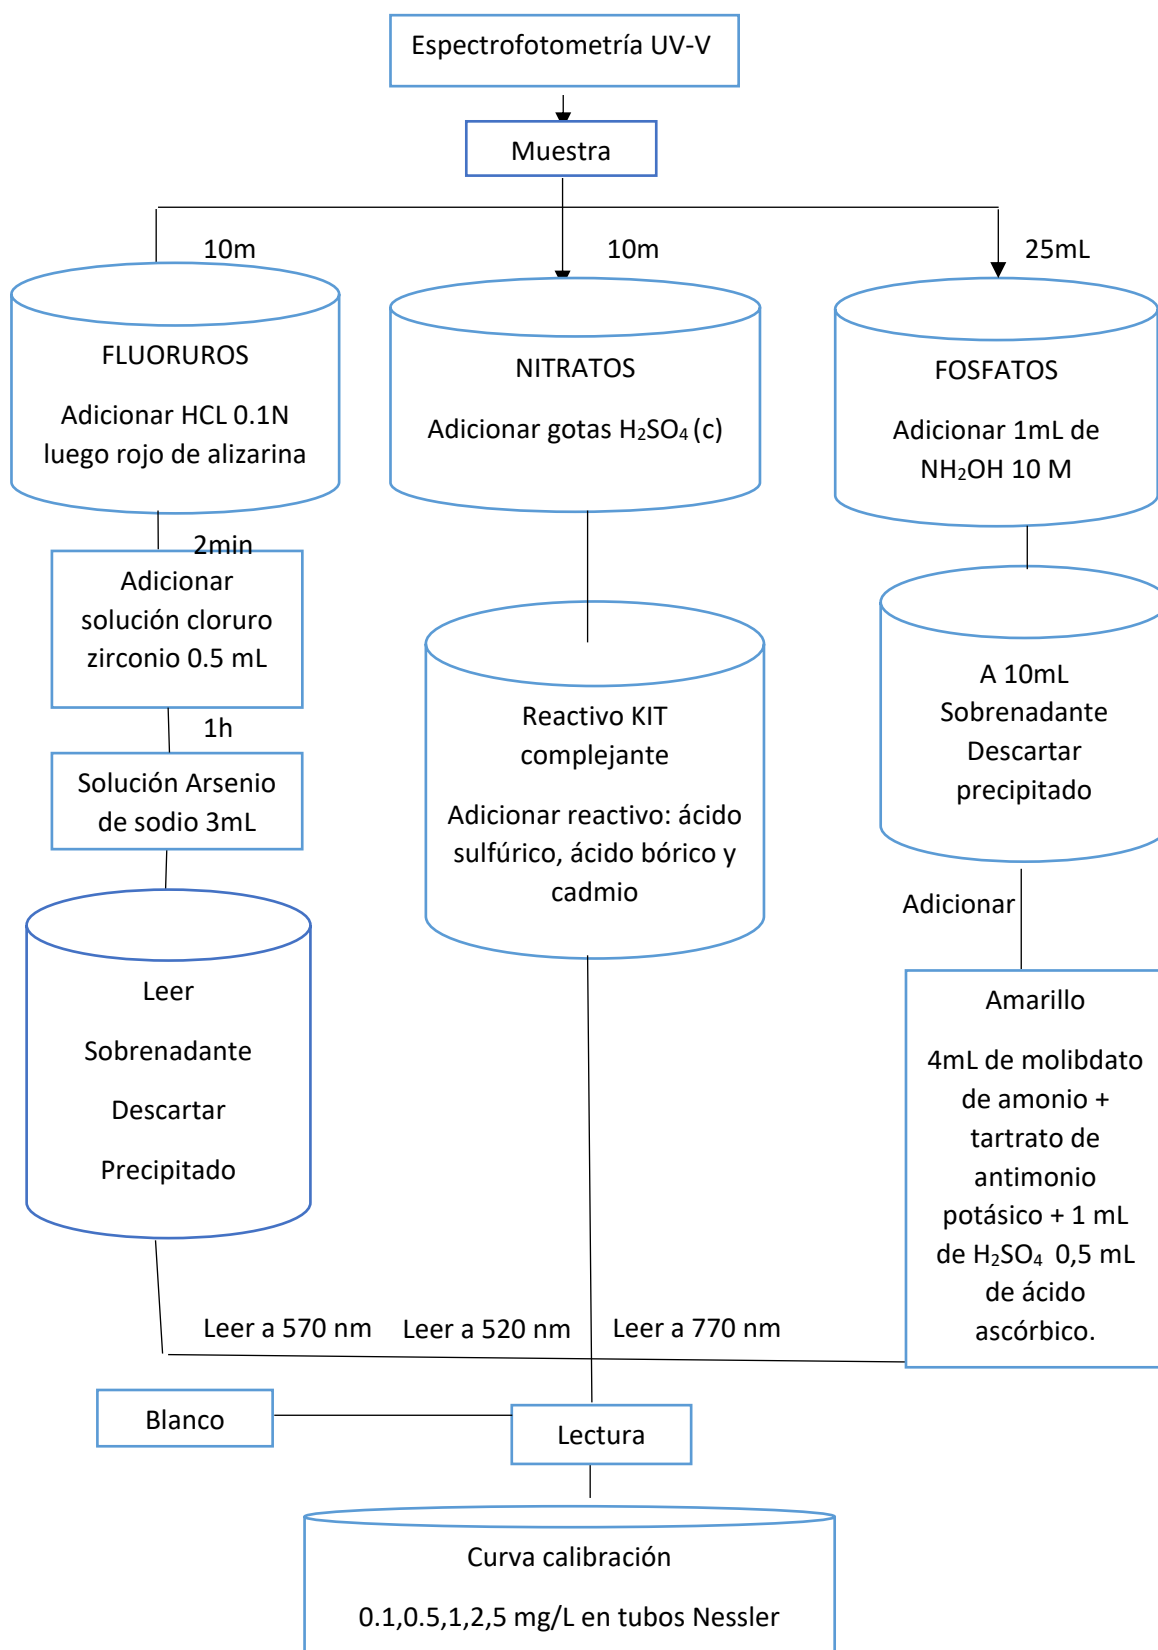 Espectrofotometría UV-V
Muestra
10m
10m
25mL
FLUORUROS
Adicionar HCL 0.1N
luego rojo de alizarina
NITRATOS
Adicionar gotas H₂SO₄ (c)
FOSFATOS
Adicionar 1mL de
NH₂OH 10 M
2min
Adicionar
solución cloruro
zirconio 0.5 mL
1h
Solución Arsenio
de sodio 3mL
Leer
Sobrenadante
Descartar
Precipitado
Reactivo KIT
complejante
Adicionar reactivo: ácido
sulfúrico, ácido bórico y
cadmio
A 10mL
Sobrenadante
Descartar
precipitado
Adicionar
Amarillo
4mL de molibdato
de amonio +
tartrato de
antimonio
potásico + 1 mL
de H₂SO₄ 0,5 mL
de ácido
ascórbico.
Leer a 570 nm
Leer a 520 nm
Leer a 770 nm
Blanco
Lectura
Curva calibración
0.1,0.5,1,2,5 mg/L en tubos Nessler